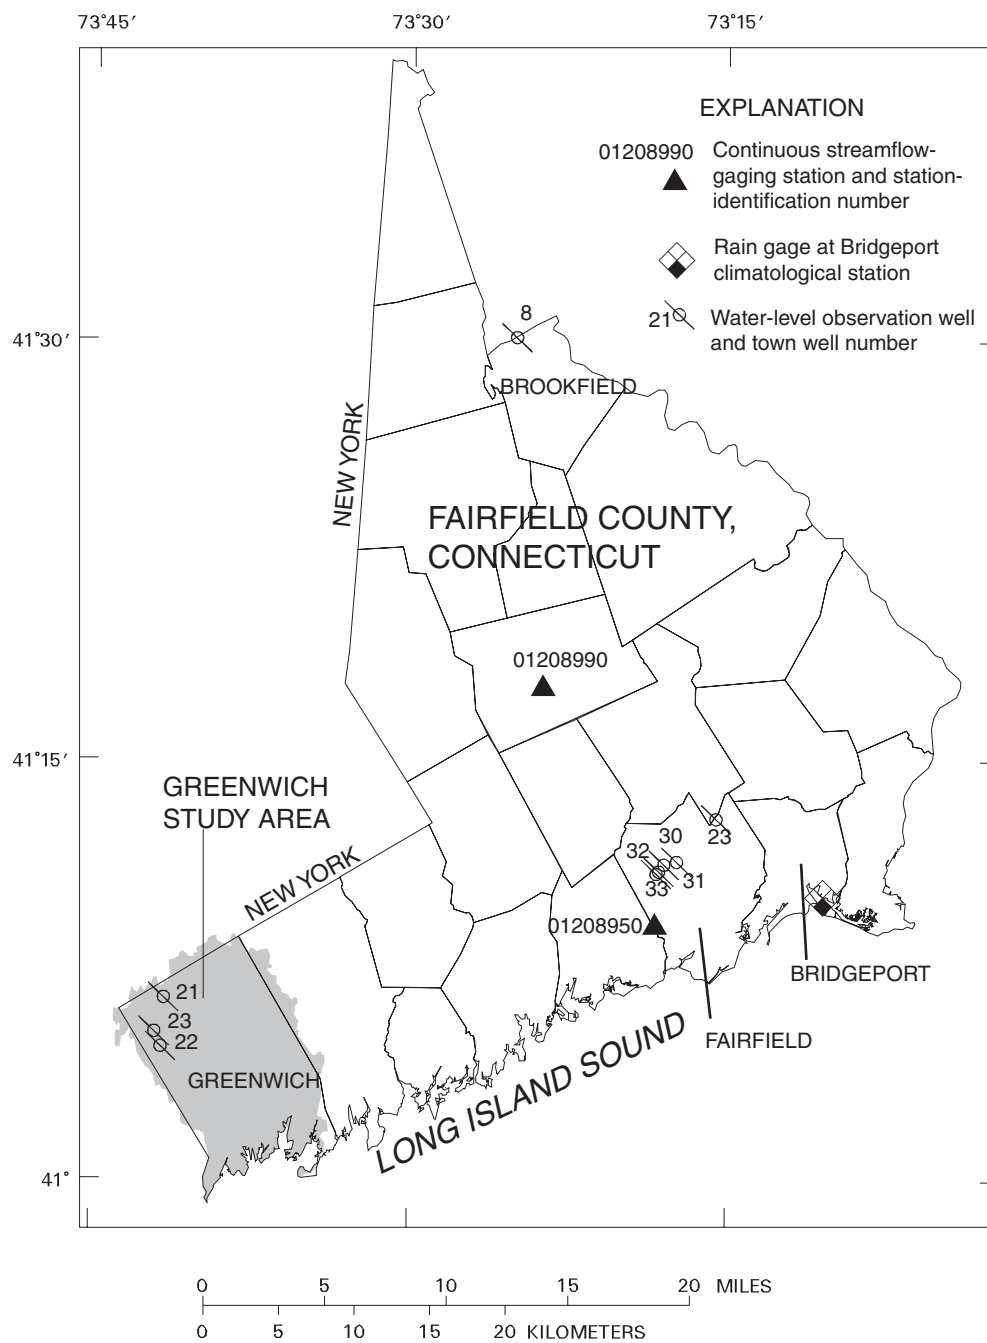 73°45′ 73°30′ 73°15′
EXPLANATION
01208990 Continuous streamflow-
gaging station and station-
identification number
Rain gage at Bridgeport
climatological station
21 Water-level observation well
and town well number
8
41°30′
BROOKFIELD
NEW YORK
FAIRFIELD COUNTY,
CONNECTICUT
01208990
41°15′
GREENWICH
STUDY AREA
23
30
32
31
33
NEW YORK
01208950
BRIDGEPORT
21
23
22
FAIRFIELD
GREENWICH
LONG ISLAND SOUND
41°
0 5 10 15 20 MILES
0 5 10 15 20 KILOMETERS